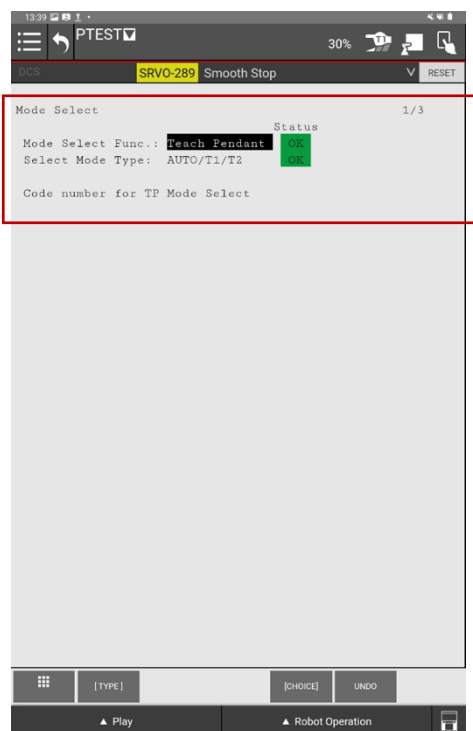 13:39
PTEST
30%
T1
DCS
SRVO-289 Smooth Stop
RESET
Mode Select 1/3
Status
Mode Select Func.: Teach Pendant OK
Select Mode Type: AUTO/T1/T2 OK
Code number for TP Mode Select
[TYPE] [CHOICE] UNDO
▲ Play ▲ Robot Operation